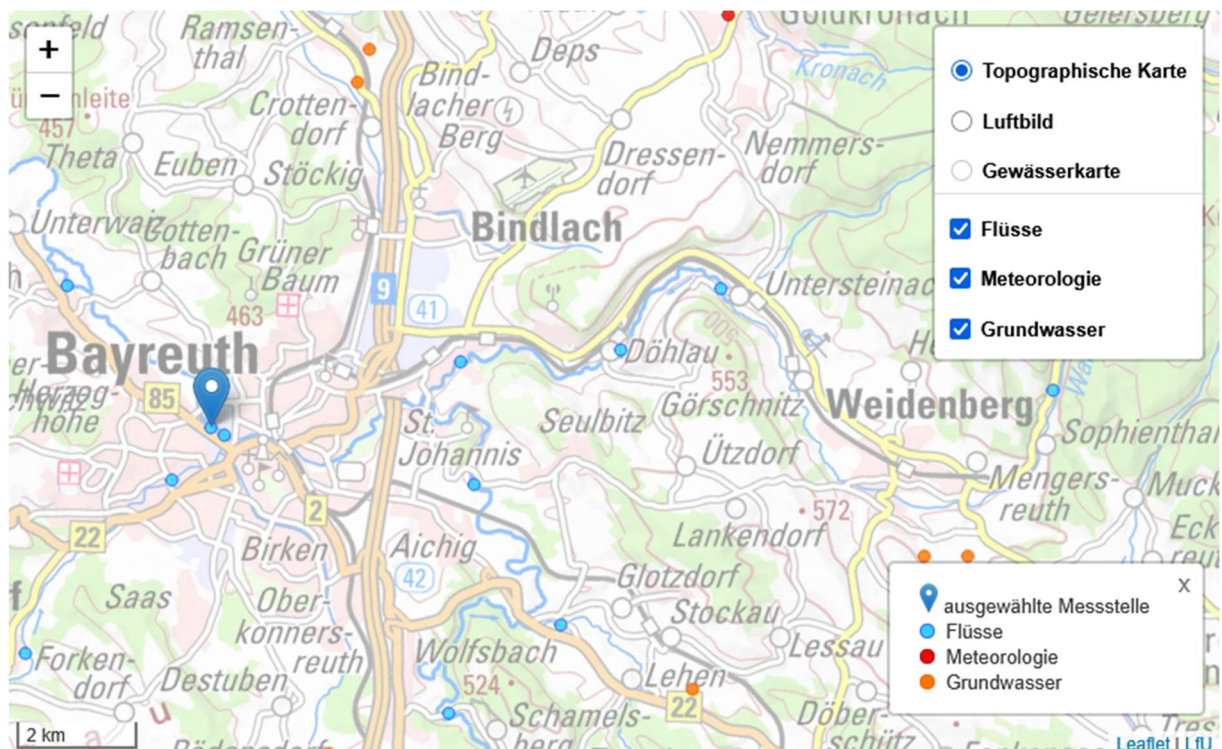 +
−
Ramsen-
thal
Deps
Goldkronach
Geiersberg
Kronach
Bind-
lacher
Berg
Crotten-
dorf
457
Theta
Euben
Stöckig
Dressen-
dorf
Nemmers-
dorf
Topographische Karte
Luftbild
Gewässerkarte
Flüsse
Meteorologie
Grundwasser
Bindlach
Grüner
Baum
9
41
463
Bayreuth
85
Döhlau
500
553
Görschnitz
Weidenberg
St.
Johannis
Seulbitz
Ützdorf
Sophienthal
Mengers-
reuth
2
22
572
Lankendorf
Birken
Aichig
42
Glotzdorf
Stockau
Saas
Ober-
konners-
reuth
Wolfsbach
524
Lessau
Forken-
dorf
Destuben
Lehen
22
Schamels-
berg
Döber-
schütz
X
ausgewählte Messstelle
Flüsse
Meteorologie
Grundwasser
2 km
Leaflet | LfU